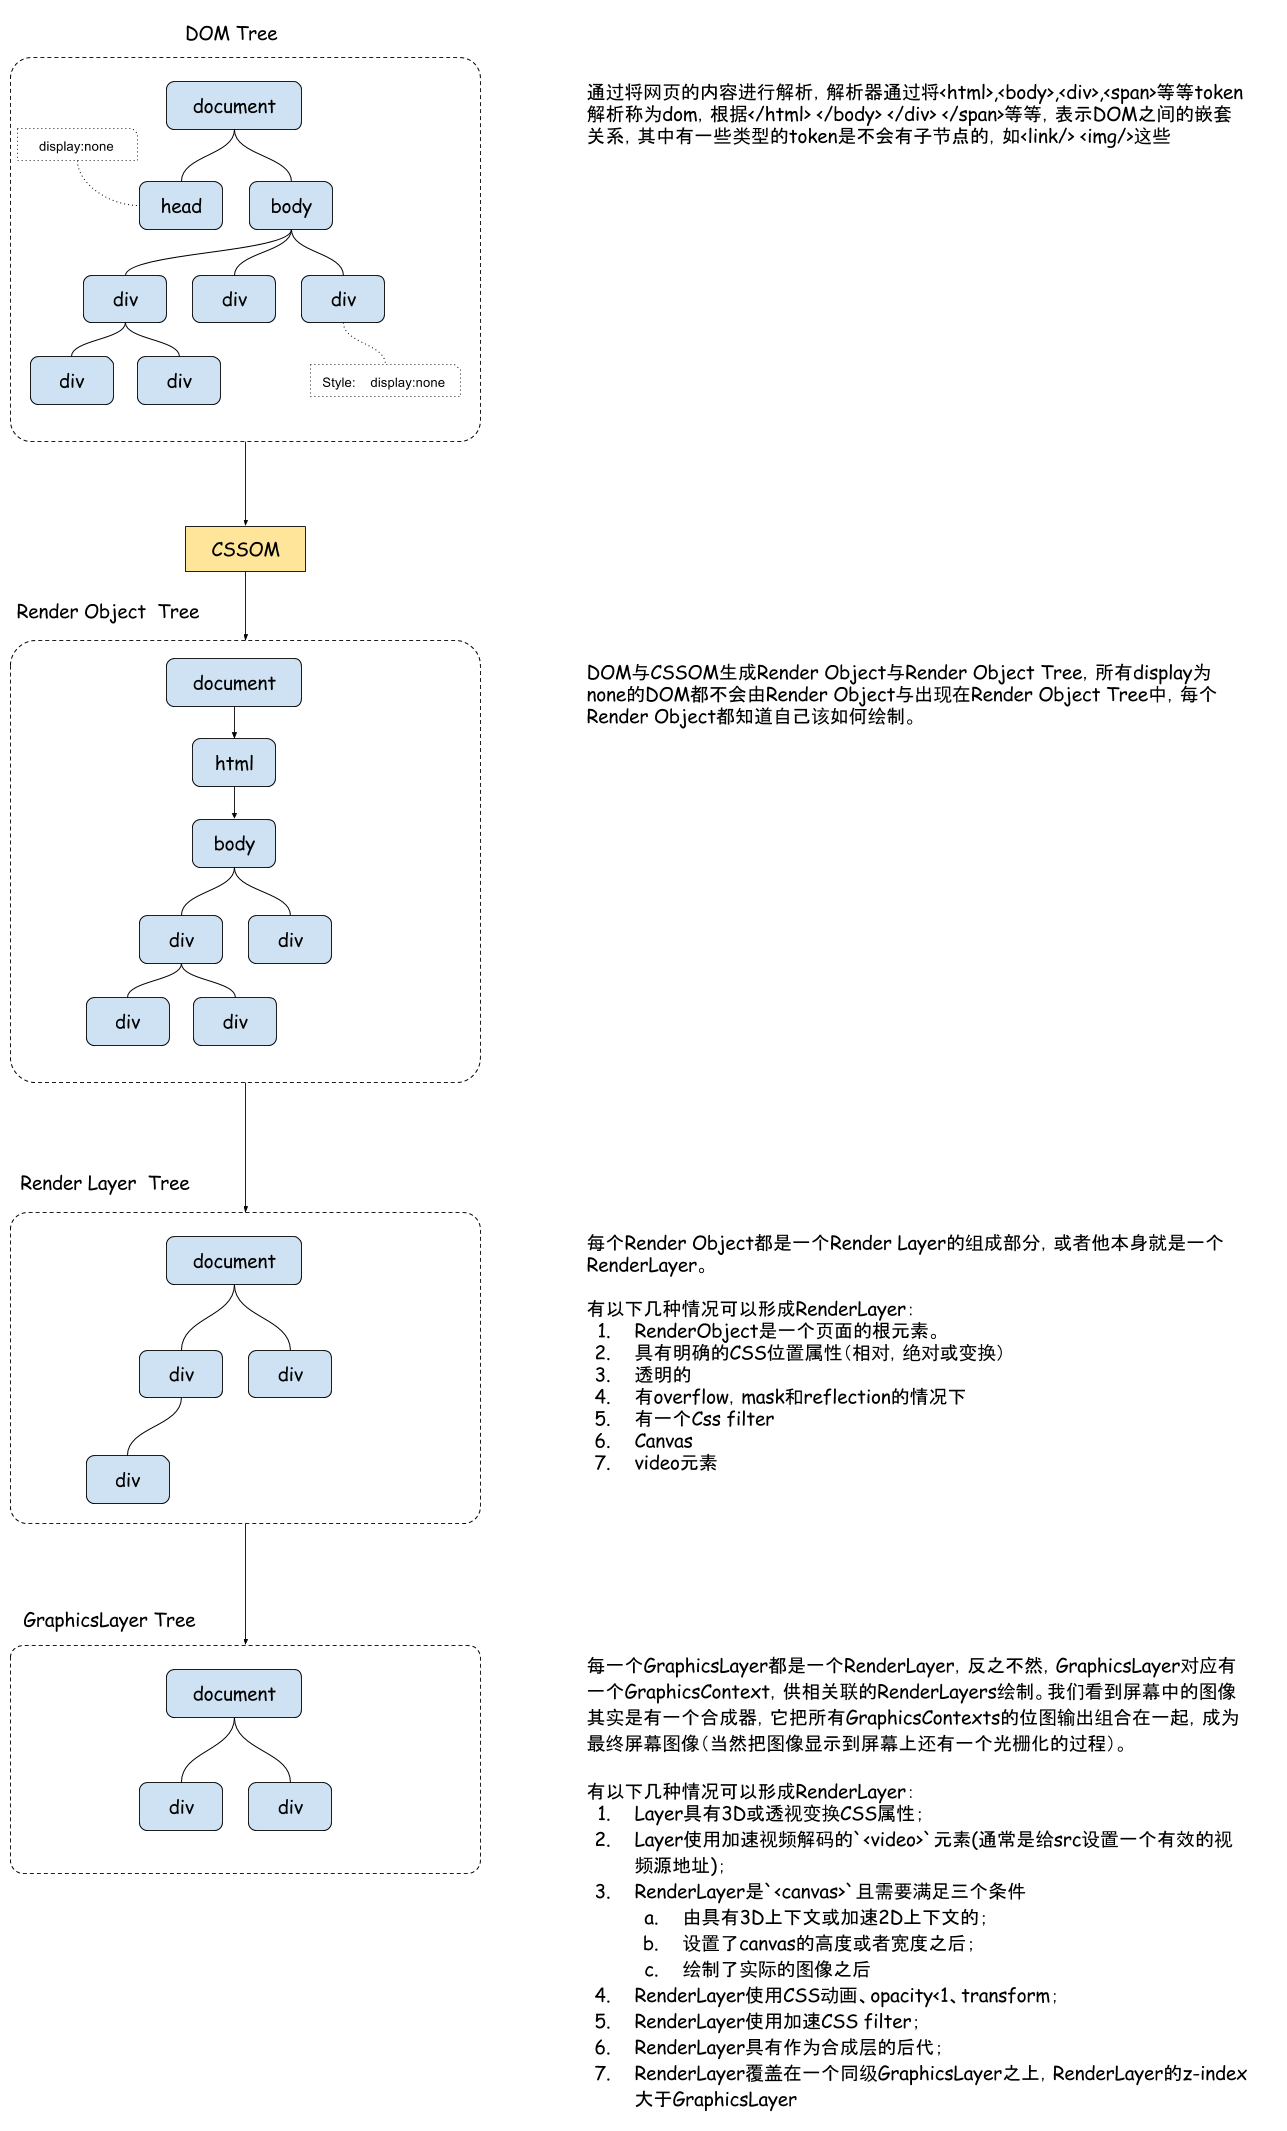 DOM Tree
document
display:none
head
body
div
div
div
div
div
Style: display:none
通过将网页的内容进行解析，解析器通过将<html>,<body>,<div>,<span>等等token
解析称为dom，根据</html> </body> </div> </span>等等，表示DOM之间的嵌套
关系，其中有一些类型的token是不会有子节点的，如<link/> <img/>这些
CSSOM
Render Object Tree
document
html
body
div
div
div
div
DOM与CSSOM生成Render Object与Render Object Tree，所有display为
none的DOM都不会由Render Object与出现在Render Object Tree中，每个
Render Object都知道自己该如何绘制。
Render Layer Tree
document
div
div
div
每个Render Object都是一个Render Layer的组成部分，或者他本身就是一个
RenderLayer。
有以下几种情况可以形成RenderLayer：
1. RenderObject是一个页面的根元素。
2. 具有明确的CSS位置属性（相对，绝对或变换）
3. 透明的
4. 有overflow，mask和reflection的情况下
5. 有一个Css filter
6. Canvas
7. video元素
GraphicsLayer Tree
document
div
div
每一个GraphicsLayer都是一个RenderLayer，反之不然，GraphicsLayer对应有
一个GraphicsContext，供相关联的RenderLayers绘制。我们看到屏幕中的图像
其实是有一个合成器，它把所有GraphicsContexts的位图输出组合在一起，成为
最终屏幕图像（当然把图像显示到屏幕上还有一个光栅化的过程）。
有以下几种情况可以形成RenderLayer：
1. Layer具有3D或透视变换CSS属性；
2. Layer使用加速视频解码的`<video>`元素(通常是给src设置一个有效的视
频源地址)；
3. RenderLayer是`<canvas>`且需要满足三个条件
a. 由具有3D上下文或加速2D上下文的；
b. 设置了canvas的高度或者宽度之后；
c. 绘制了实际的图像之后
4. RenderLayer使用CSS动画、opacity<1、transform；
5. RenderLayer使用加速CSS filter；
6. RenderLayer具有作为合成层的后代；
7. RenderLayer覆盖在一个同级GraphicsLayer之上，RenderLayer的z-index
大于GraphicsLayer